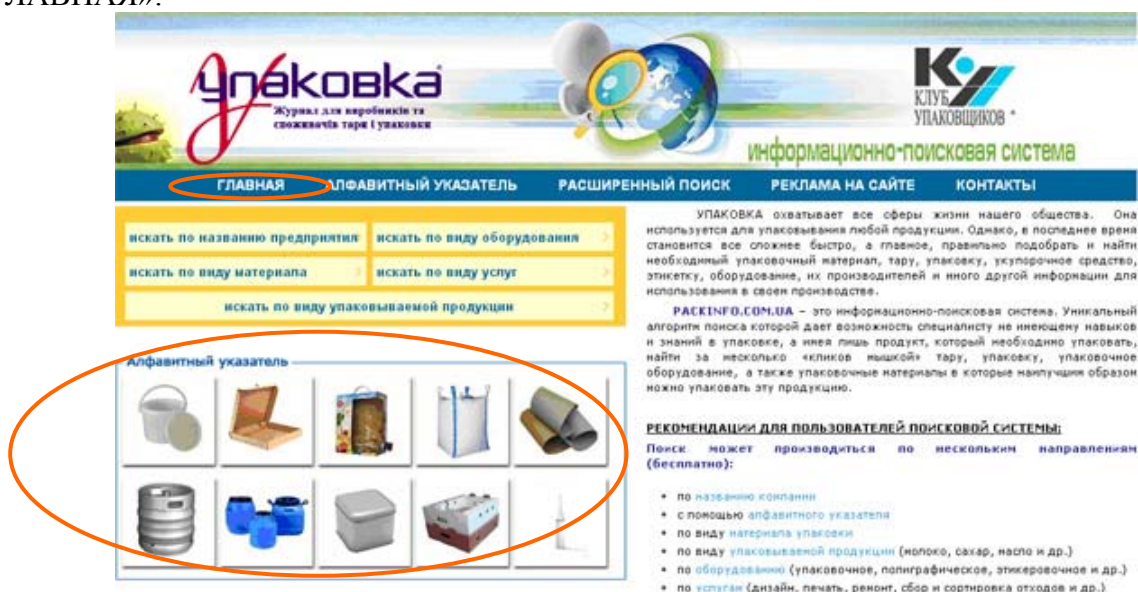 ЛАВНАЯ».
упаковка
Журнал для виробників та
споживачів тари і упаковки
КЛУБ
УПАКОВЩИКОВ
информационно-поисковая система
ГЛАВНАЯ АЛФАВИТНЫЙ УКАЗАТЕЛЬ РАСШИРЕННЫЙ ПОИСК РЕКЛАМА НА САЙТЕ КОНТАКТЫ
искать по названию предприятия искать по виду оборудования
искать по виду материала искать по виду услуг
искать по виду упаковываемой продукции
Алфавитный указатель
УПАКОВКА охватывает все сферы жизни нашего общества. Она
используется для упаковывания любой продукции. Однако, в последнее время
становится все сложнее быстро, а главное, правильно подобрать и найти
необходимый упаковочный материал, тару, упаковку, укупорочное средство,
этикетку, оборудование, их производителей и много другой информации для
использования в своем производстве.
PACKINFO.COM.UA – это информационно-поисковая система. Уникальный
алгоритм поиска которой дает возможность специалисту не имеющему навыков
и знаний в упаковке, а имея лишь продукт, который необходимо упаковать,
найти за несколько «кликов мышкой» тару, упаковку, упаковочное
оборудование, а также упаковочные материалы в которые наилучшим образом
можно упаковать эту продукцию.
РЕКОМЕНДАЦИИ ДЛЯ ПОЛЬЗОВАТЕЛЕЙ ПОИСКОВОЙ СИСТЕМЫ:
Поиск может производиться по нескольким направлениям
(бесплатно):
• по названию компании
• с помощью алфавитного указателя
• по виду материала упаковки
• по виду упаковываемой продукции (молоко, сахар, масло и др.)
• по оборудованию (упаковочное, полиграфическое, этикеровочное и др.)
• по услугам (дизайн, печать, ремонт, сбор и сортировка отходов и др.)